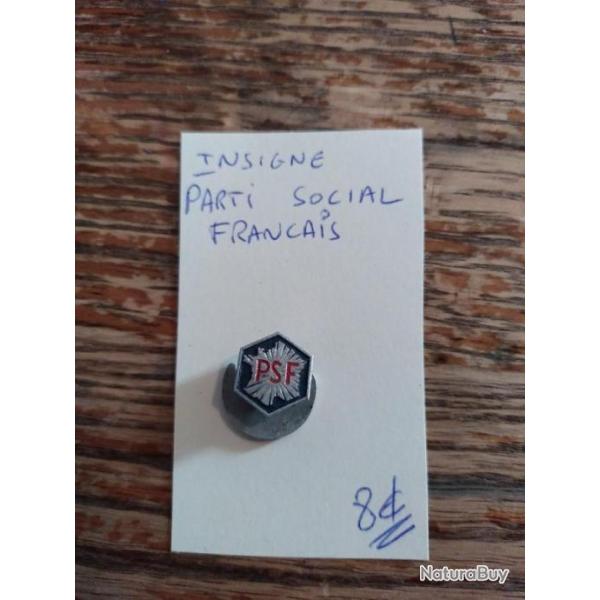 INSIGNE
PARTI SOCIAL
FRANCAIS
PSF
8€
NaturaBuy